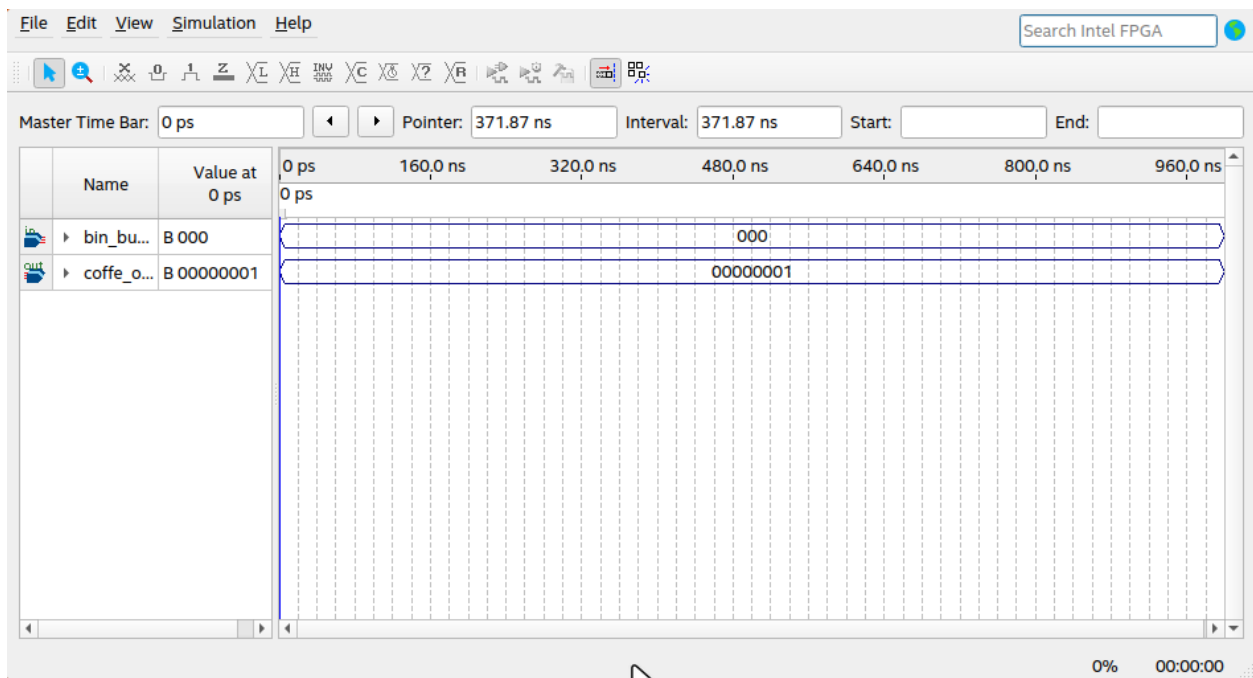 File Edit View Simulation Help
Search Intel FPGA
Master Time Bar: 0 ps Pointer: 371.87 ns Interval: 371.87 ns Start: End:
Name Value at 0 ps
0 ps 160.0 ns 320.0 ns 480.0 ns 640.0 ns 800.0 ns 960.0 ns
0 ps
bin_bu... B 000 000
coffe_o... B 00000001 00000001
0% 00:00:00